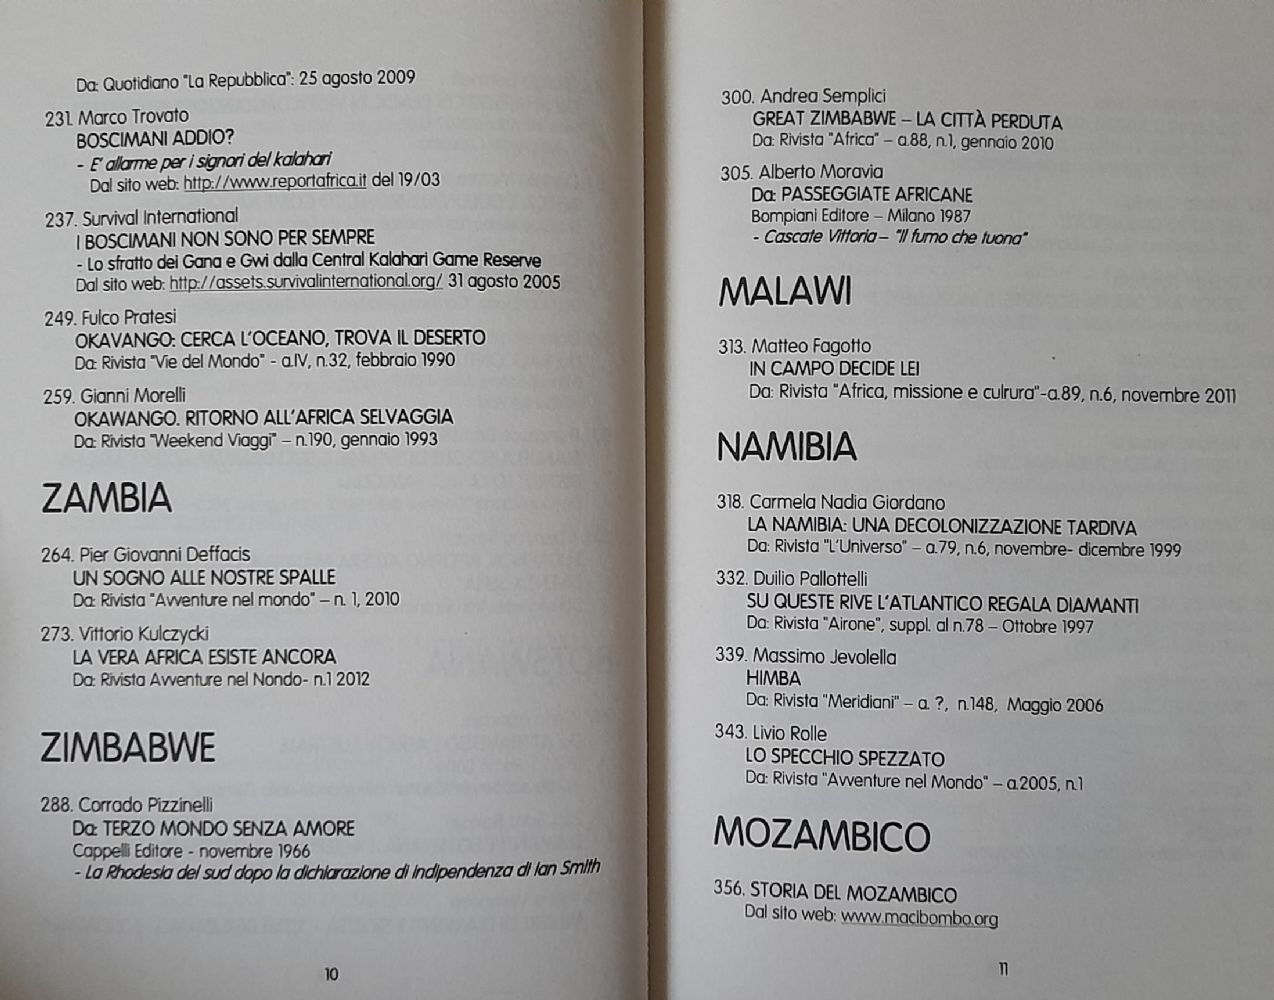 Da: Quotidiano "La Repubblica": 25 agosto 2009
231. Marco Trovato
BOSCIMANI ADDIO?
- E' allarme per i signori del kalahari
Dal sito web: http://www.reportafrica.it del 19/03
237. Survival International
I BOSCIMANI NON SONO PER SEMPRE
- Lo sfratto dei Gana e Gwi dalla Central Kalahari Game Reserve
Dal sito web: http://assets.survivalinternational.org/ 31 agosto 2005
249. Fulco Pratesi
OKAVANGO: CERCA L'OCEANO, TROVA IL DESERTO
Da: Rivista "Vie del Mondo" - a.IV, n.32, febbraio 1990
259. Gianni Morelli
OKAWANGO. RITORNO ALL'AFRICA SELVAGGIA
Da: Rivista "Weekend Viaggi" – n.190, gennaio 1993
ZAMBIA
264. Pier Giovanni Deffacis
UN SOGNO ALLE NOSTRE SPALLE
Da: Rivista "Avventure nel mondo" – n. 1, 2010
273. Vittorio Kulczycki
LA VERA AFRICA ESISTE ANCORA
Da: Rivista Avventure nel Nondo- n.1 2012
ZIMBABWE
288. Corrado Pizzinelli
Da: TERZO MONDO SENZA AMORE
Cappelli Editore - novembre 1966
- La Rhodesia del sud dopo la dichiarazione di indipendenza di Ian Smith
10
300. Andrea Semplici
GREAT ZIMBABWE – LA CITTÀ PERDUTA
Da: Rivista "Africa" – a.88, n.1, gennaio 2010
305. Alberto Moravia
Da: PASSEGGIATE AFRICANE
Bompiani Editore – Milano 1987
- Cascate Vittoria – "Il fumo che tuona"
MALAWI
313. Matteo Fagotto
IN CAMPO DECIDE LEI
Da: Rivista "Africa, missione e culrura"-a.89, n.6, novembre 2011
NAMIBIA
318. Carmela Nadia Giordano
LA NAMIBIA: UNA DECOLONIZZAZIONE TARDIVA
Da: Rivista "L'Universo" – a.79, n.6, novembre- dicembre 1999
332. Duilio Pallottelli
SU QUESTE RIVE L'ATLANTICO REGALA DIAMANTI
Da: Rivista "Airone", suppl. al n.78 – Ottobre 1997
339. Massimo Jevolella
HIMBA
Da: Rivista "Meridiani" – a. ?, n.148, Maggio 2006
343. Livio Rolle
LO SPECCHIO SPEZZATO
Da: Rivista "Avventure nel Mondo" – a.2005, n.1
MOZAMBICO
356. STORIA DEL MOZAMBICO
Dal sito web: www.macibombo.org
11